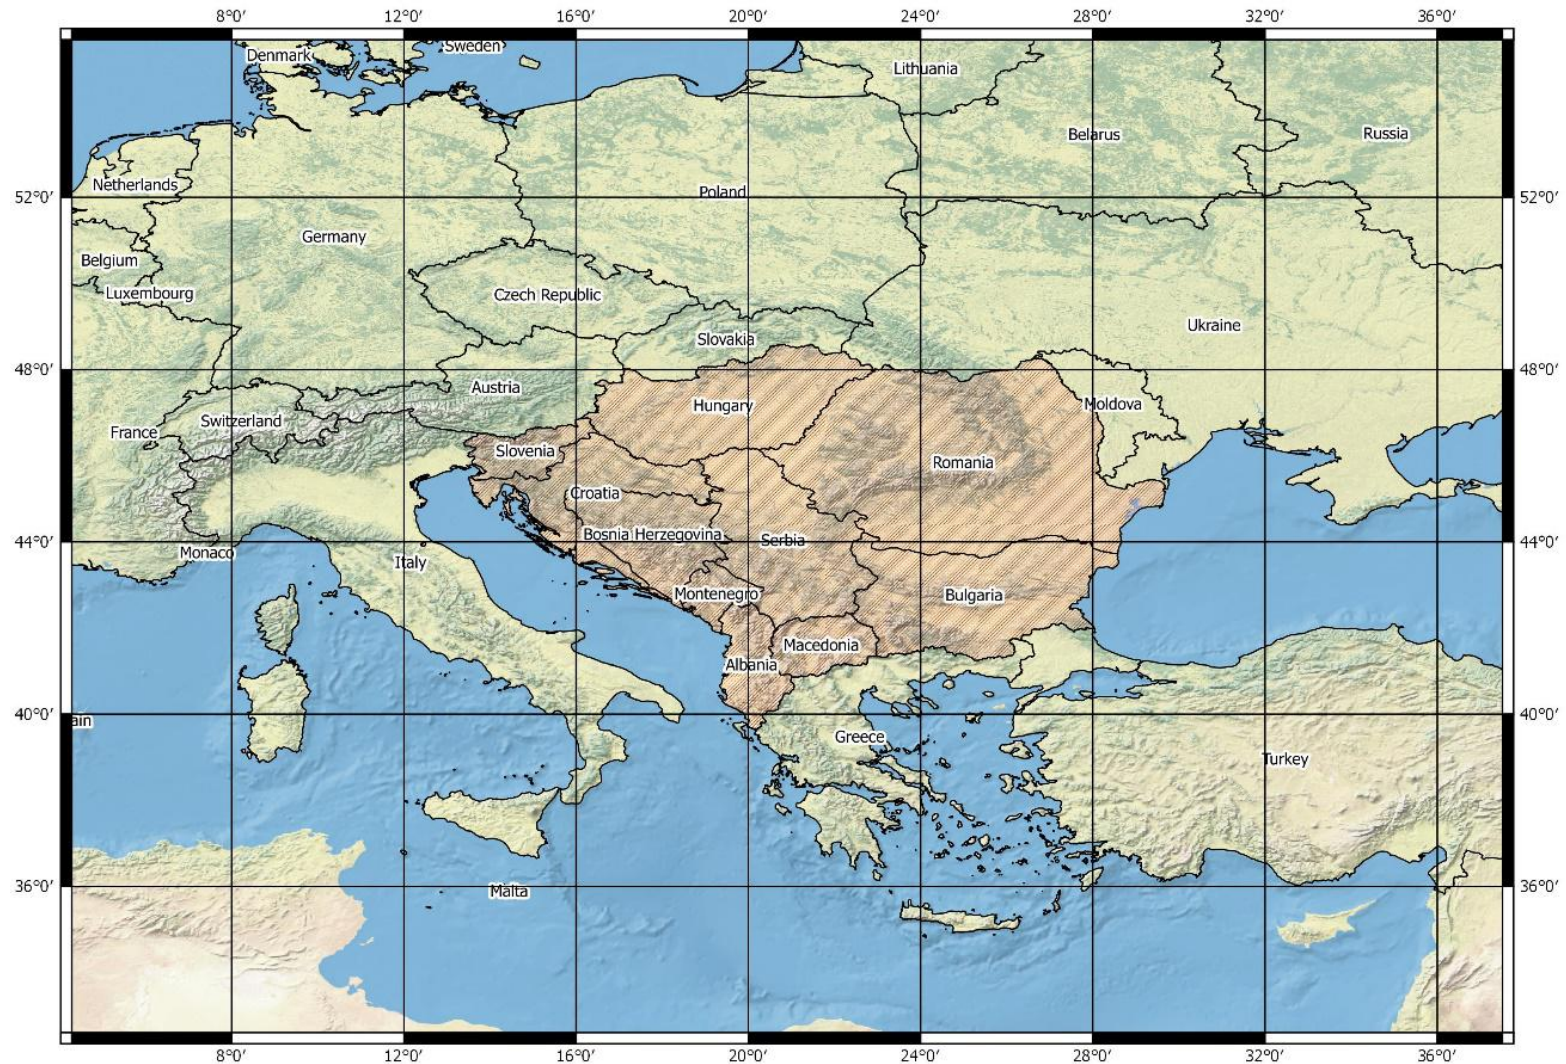 8°0′ 12°0′ 16°0′ 20°0′ 24°0′ 28°0′ 32°0′ 36°0′
Sweden
Denmark
Lithuania
Belarus
Russia
Netherlands
Poland
52°0′ 52°0′
Germany
Belgium
Luxembourg
Czech Republic
Ukraine
Slovakia
48°0′ 48°0′
Austria
Hungary
Moldova
Switzerland
France
Slovenia
Romania
Croatia
Bosnia Herzegovina
Serbia
44°0′ 44°0′
Monaco
Italy
Montenegro
Bulgaria
Macedonia
Albania
40°0′ 40°0′
ain
Greece
Turkey
36°0′ 36°0′
Malta
8°0′ 12°0′ 16°0′ 20°0′ 24°0′ 28°0′ 32°0′ 36°0′